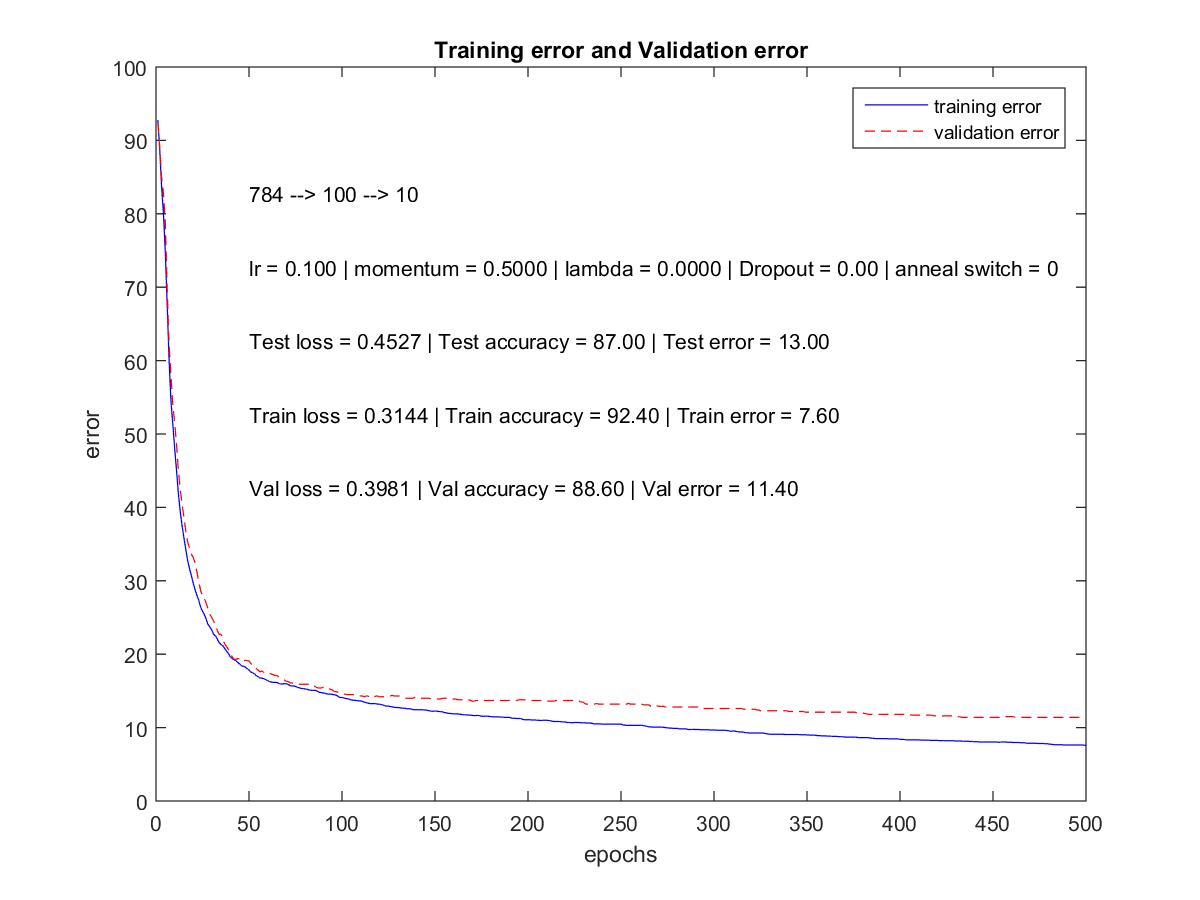 Training error and Validation error
100
90
80
70
60
50
40
30
20
10
0
error
training error
validation error
784 --> 100 --> 10
lr = 0.100 | momentum = 0.5000 | lambda = 0.0000 | Dropout = 0.00 | anneal switch = 0
Test loss = 0.4527 | Test accuracy = 87.00 | Test error = 13.00
Train loss = 0.3144 | Train accuracy = 92.40 | Train error = 7.60
Val loss = 0.3981 | Val accuracy = 88.60 | Val error = 11.40
0 50 100 150 200 250 300 350 400 450 500
epochs